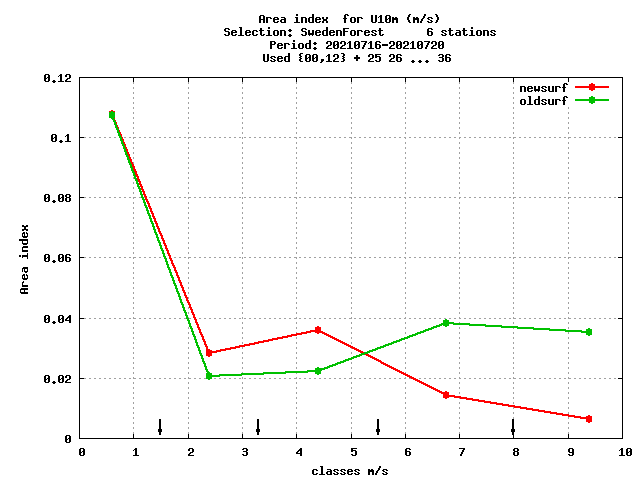 Area index  for U10m (m/s)
Selection: SwedenForest      6 stations
Period: 20210716-20210720
Used {00,12} + 25 26 ... 36
newsurf
oldsurf
0.12
0.1
0.08
0.06
0.04
0.02
0
Area index
0 1 2 3 4 5 6 7 8 9 10
classes m/s